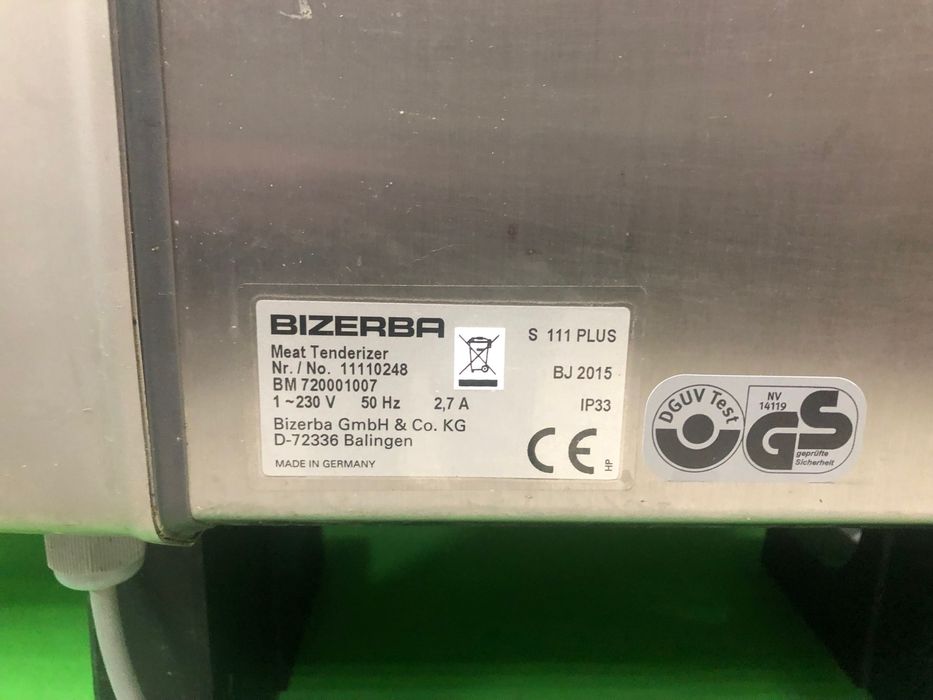 BIZERBA
S 111 PLUS
Meat Tenderizer
Nr. / No. 11110248
BJ 2015
BM 720001007
1 ~ 230 V 50 Hz 2,7 A
IP33
Bizerba GmbH & Co. KG
D-72336 Balingen
MADE IN GERMANY
CE
HP
DGUV Test
NV
14119
GS
geprüfte
Sicherheit